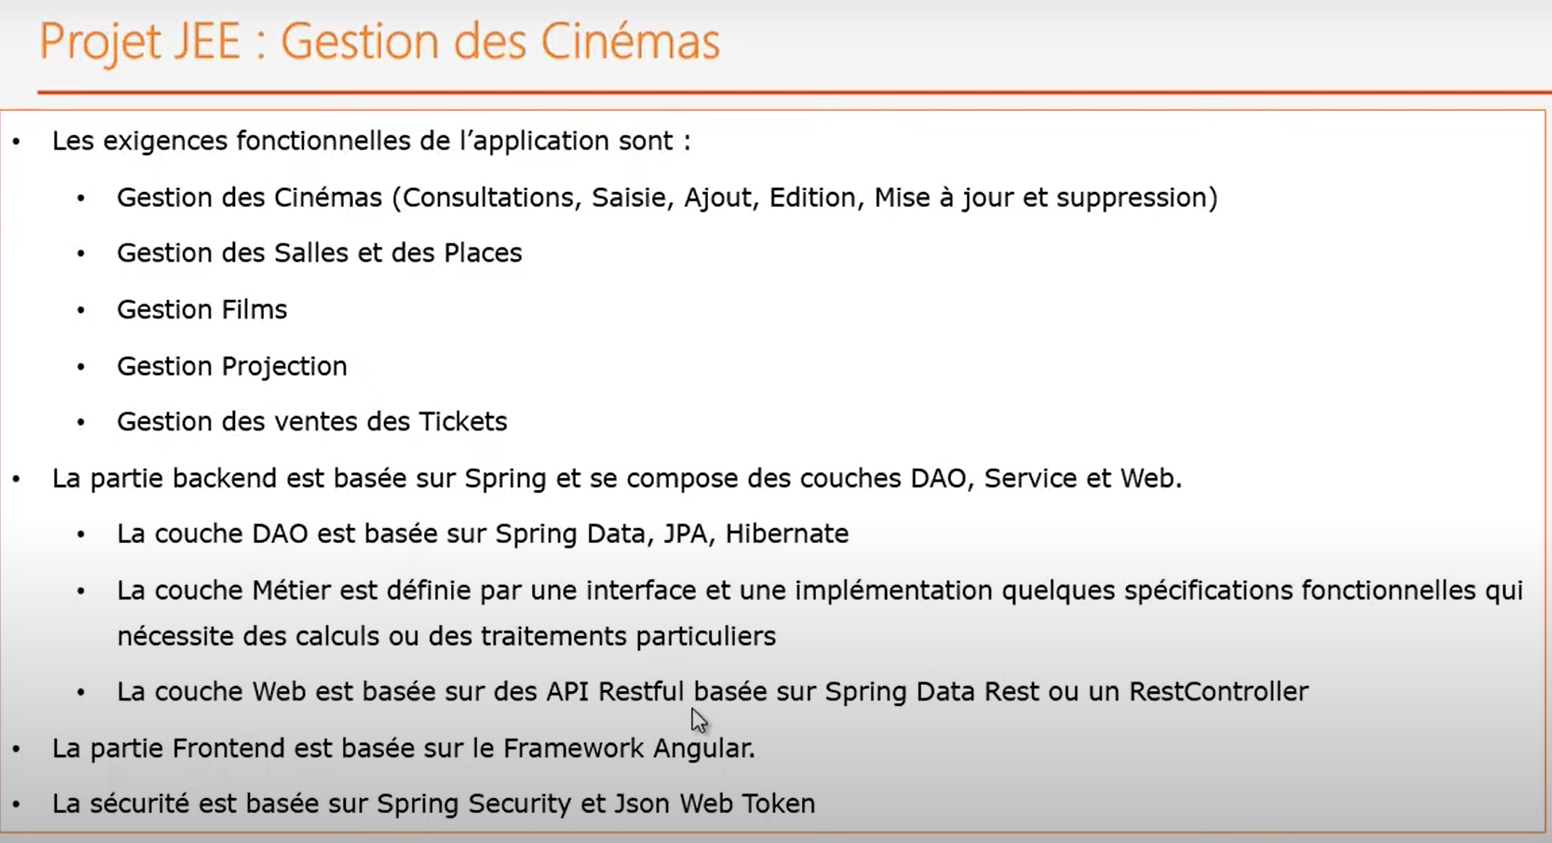 Projet JEE : Gestion des Cinémas
• Les exigences fonctionnelles de l’application sont :
• Gestion des Cinémas (Consultations, Saisie, Ajout, Edition, Mise à jour et suppression)
• Gestion des Salles et des Places
• Gestion Films
• Gestion Projection
• Gestion des ventes des Tickets
• La partie backend est basée sur Spring et se compose des couches DAO, Service et Web.
• La couche DAO est basée sur Spring Data, JPA, Hibernate
• La couche Métier est définie par une interface et une implémentation quelques spécifications fonctionnelles qui
nécessite des calculs ou des traitements particuliers
• La couche Web est basée sur des API Restful basée sur Spring Data Rest ou un RestController
• La partie Frontend est basée sur le Framework Angular.
• La sécurité est basée sur Spring Security et Json Web Token